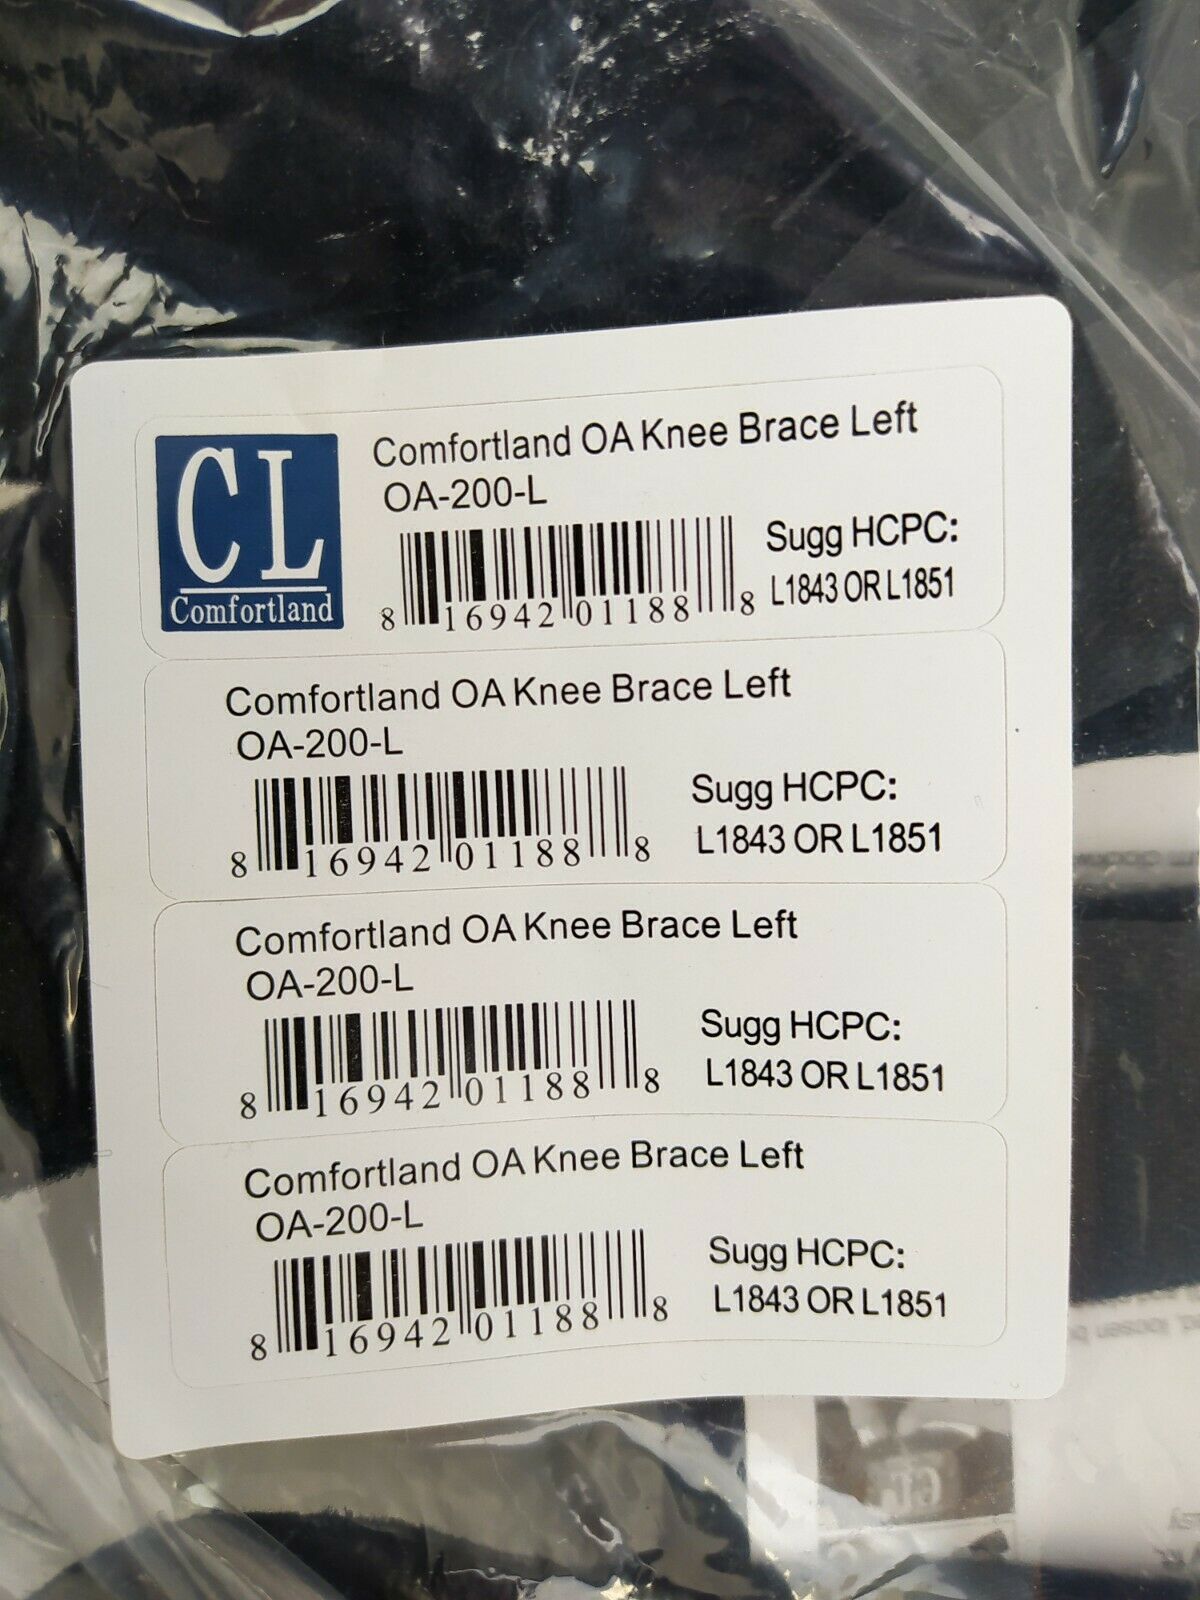 CL
Comfortland
Comfortland OA Knee Brace Left
OA-200-L
Sugg HCPC:
L1843 OR L1851
8 16942 01188 8
Comfortland OA Knee Brace Left
OA-200-L
Sugg HCPC:
L1843 OR L1851
8 16942 01188 8
Comfortland OA Knee Brace Left
OA-200-L
Sugg HCPC:
L1843 OR L1851
8 16942 01188 8
Comfortland OA Knee Brace Left
OA-200-L
Sugg HCPC:
L1843 OR L1851
8 16942 01188 8
CL